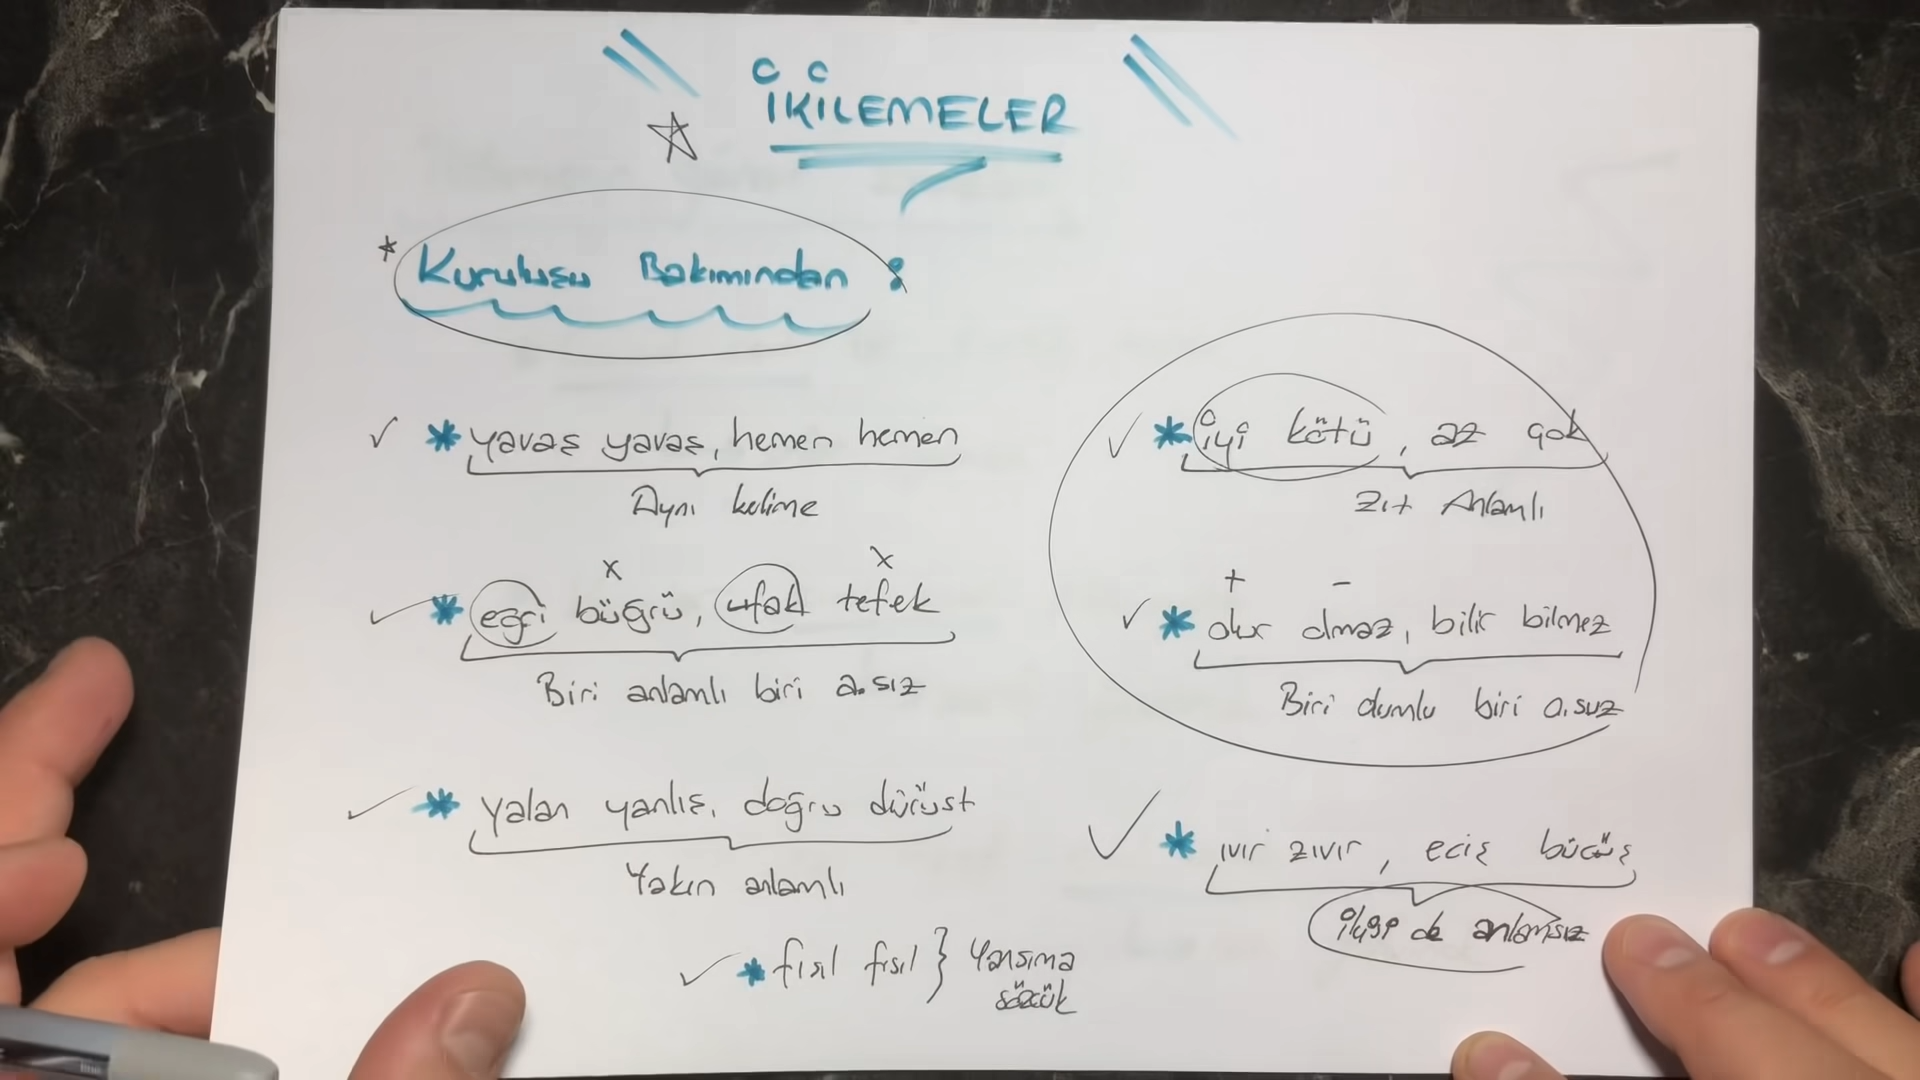 İKİLEMELER
* Kuruluşu Bakımından :
✓ * yavaş yavaş, hemen hemen
Aynı kelime
x x
✓ * eğri büğrü, ufak tefek
Biri anlamlı biri a.sız
✓ * yalan yanlış, doğru dürüst
Yakın anlamlı
✓ * fısıl fısıl } Yansıma
sözcük
✓ * iyi kötü, az çok
Zıt Anlamlı
+ -
✓ * olur olmaz, bilir bilmez
Biri olumlu biri o.suz
✓ * ıvır zıvır, eciş bücüş
İkisi de anlamsız